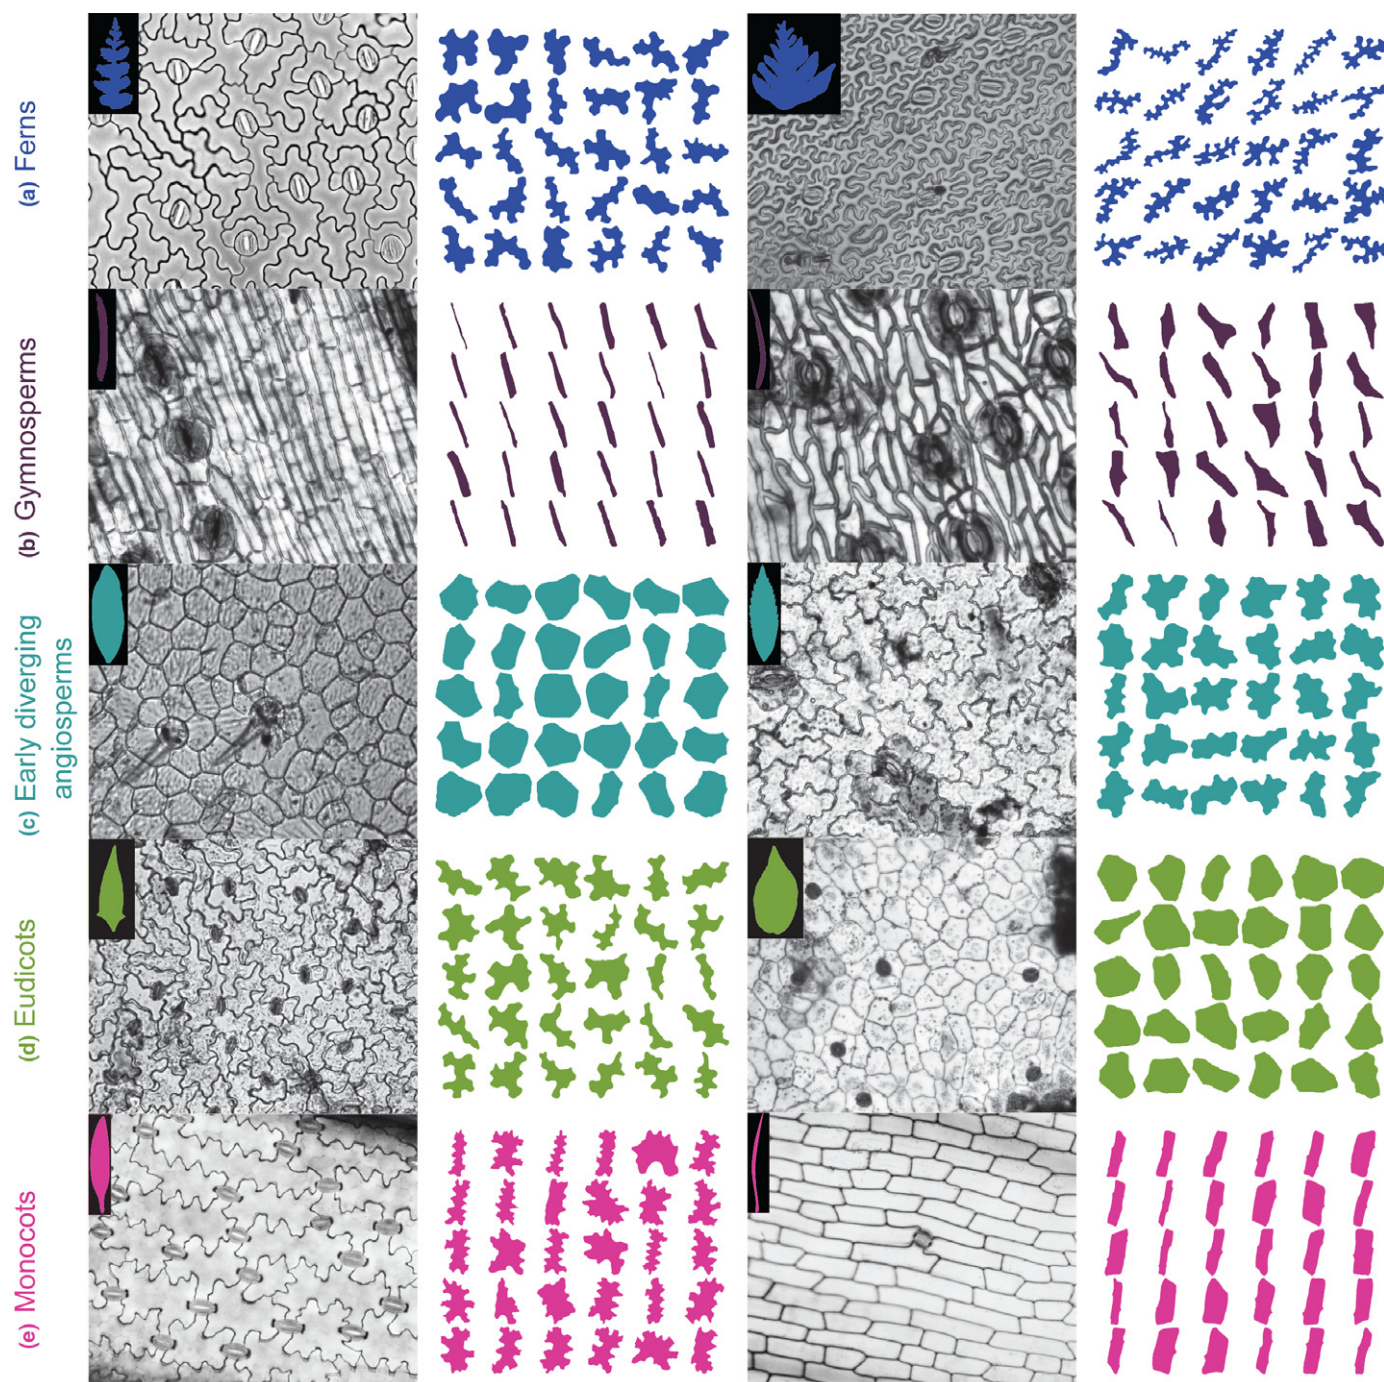 (a) Ferns
(b) Gymnosperms
(c) Early diverging
angiosperms
(d) Eudicots
(e) Monocots